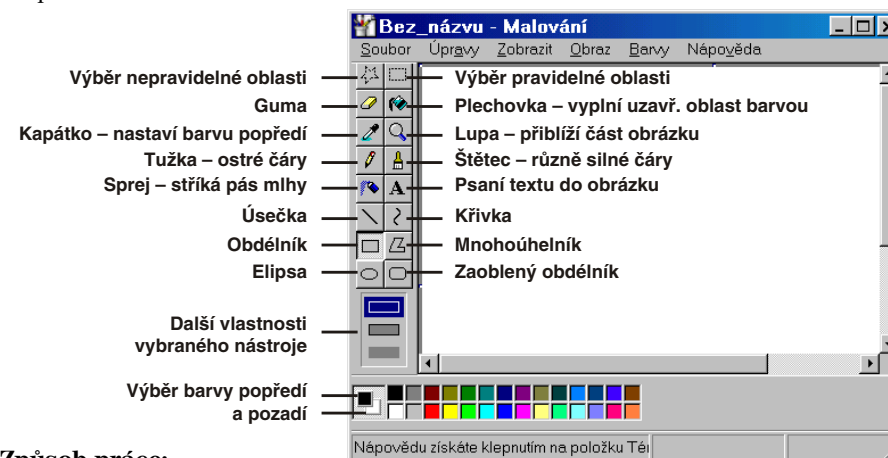 Bez_názvu - Malování
Soubor Úpravy Zobrazit Obraz Barvy Nápověda
Výběr nepravidelné oblasti
Výběr pravidelné oblasti
Guma
Plechovka – vyplní uzavř. oblast barvou
Kapátko – nastaví barvu popředí
Lupa – přiblíží část obrázku
Tužka – ostré čáry
Štětec – různě silné čáry
Sprej – stříká pás mlhy
A
Psaní textu do obrázku
Úsečka
Křivka
Obdélník
Mnohoúhelník
Elipsa
Zaoblený obdélník
Další vlastnosti
vybraného nástroje
Výběr barvy popředí
a pozadí
Nápovědu získáte klepnutím na položku Tém
Způsob práce: